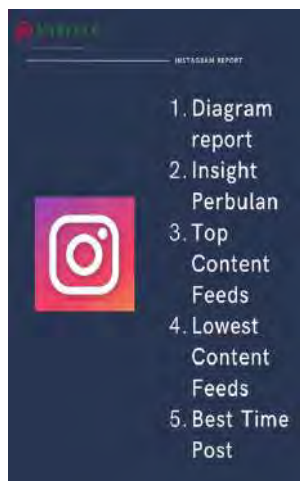 INSTAGRAM REPORT
1. Diagram
report
2. Insight
Perbulan
3. Top
Content
Feeds
4. Lowest
Content
Feeds
5. Best Time
Post